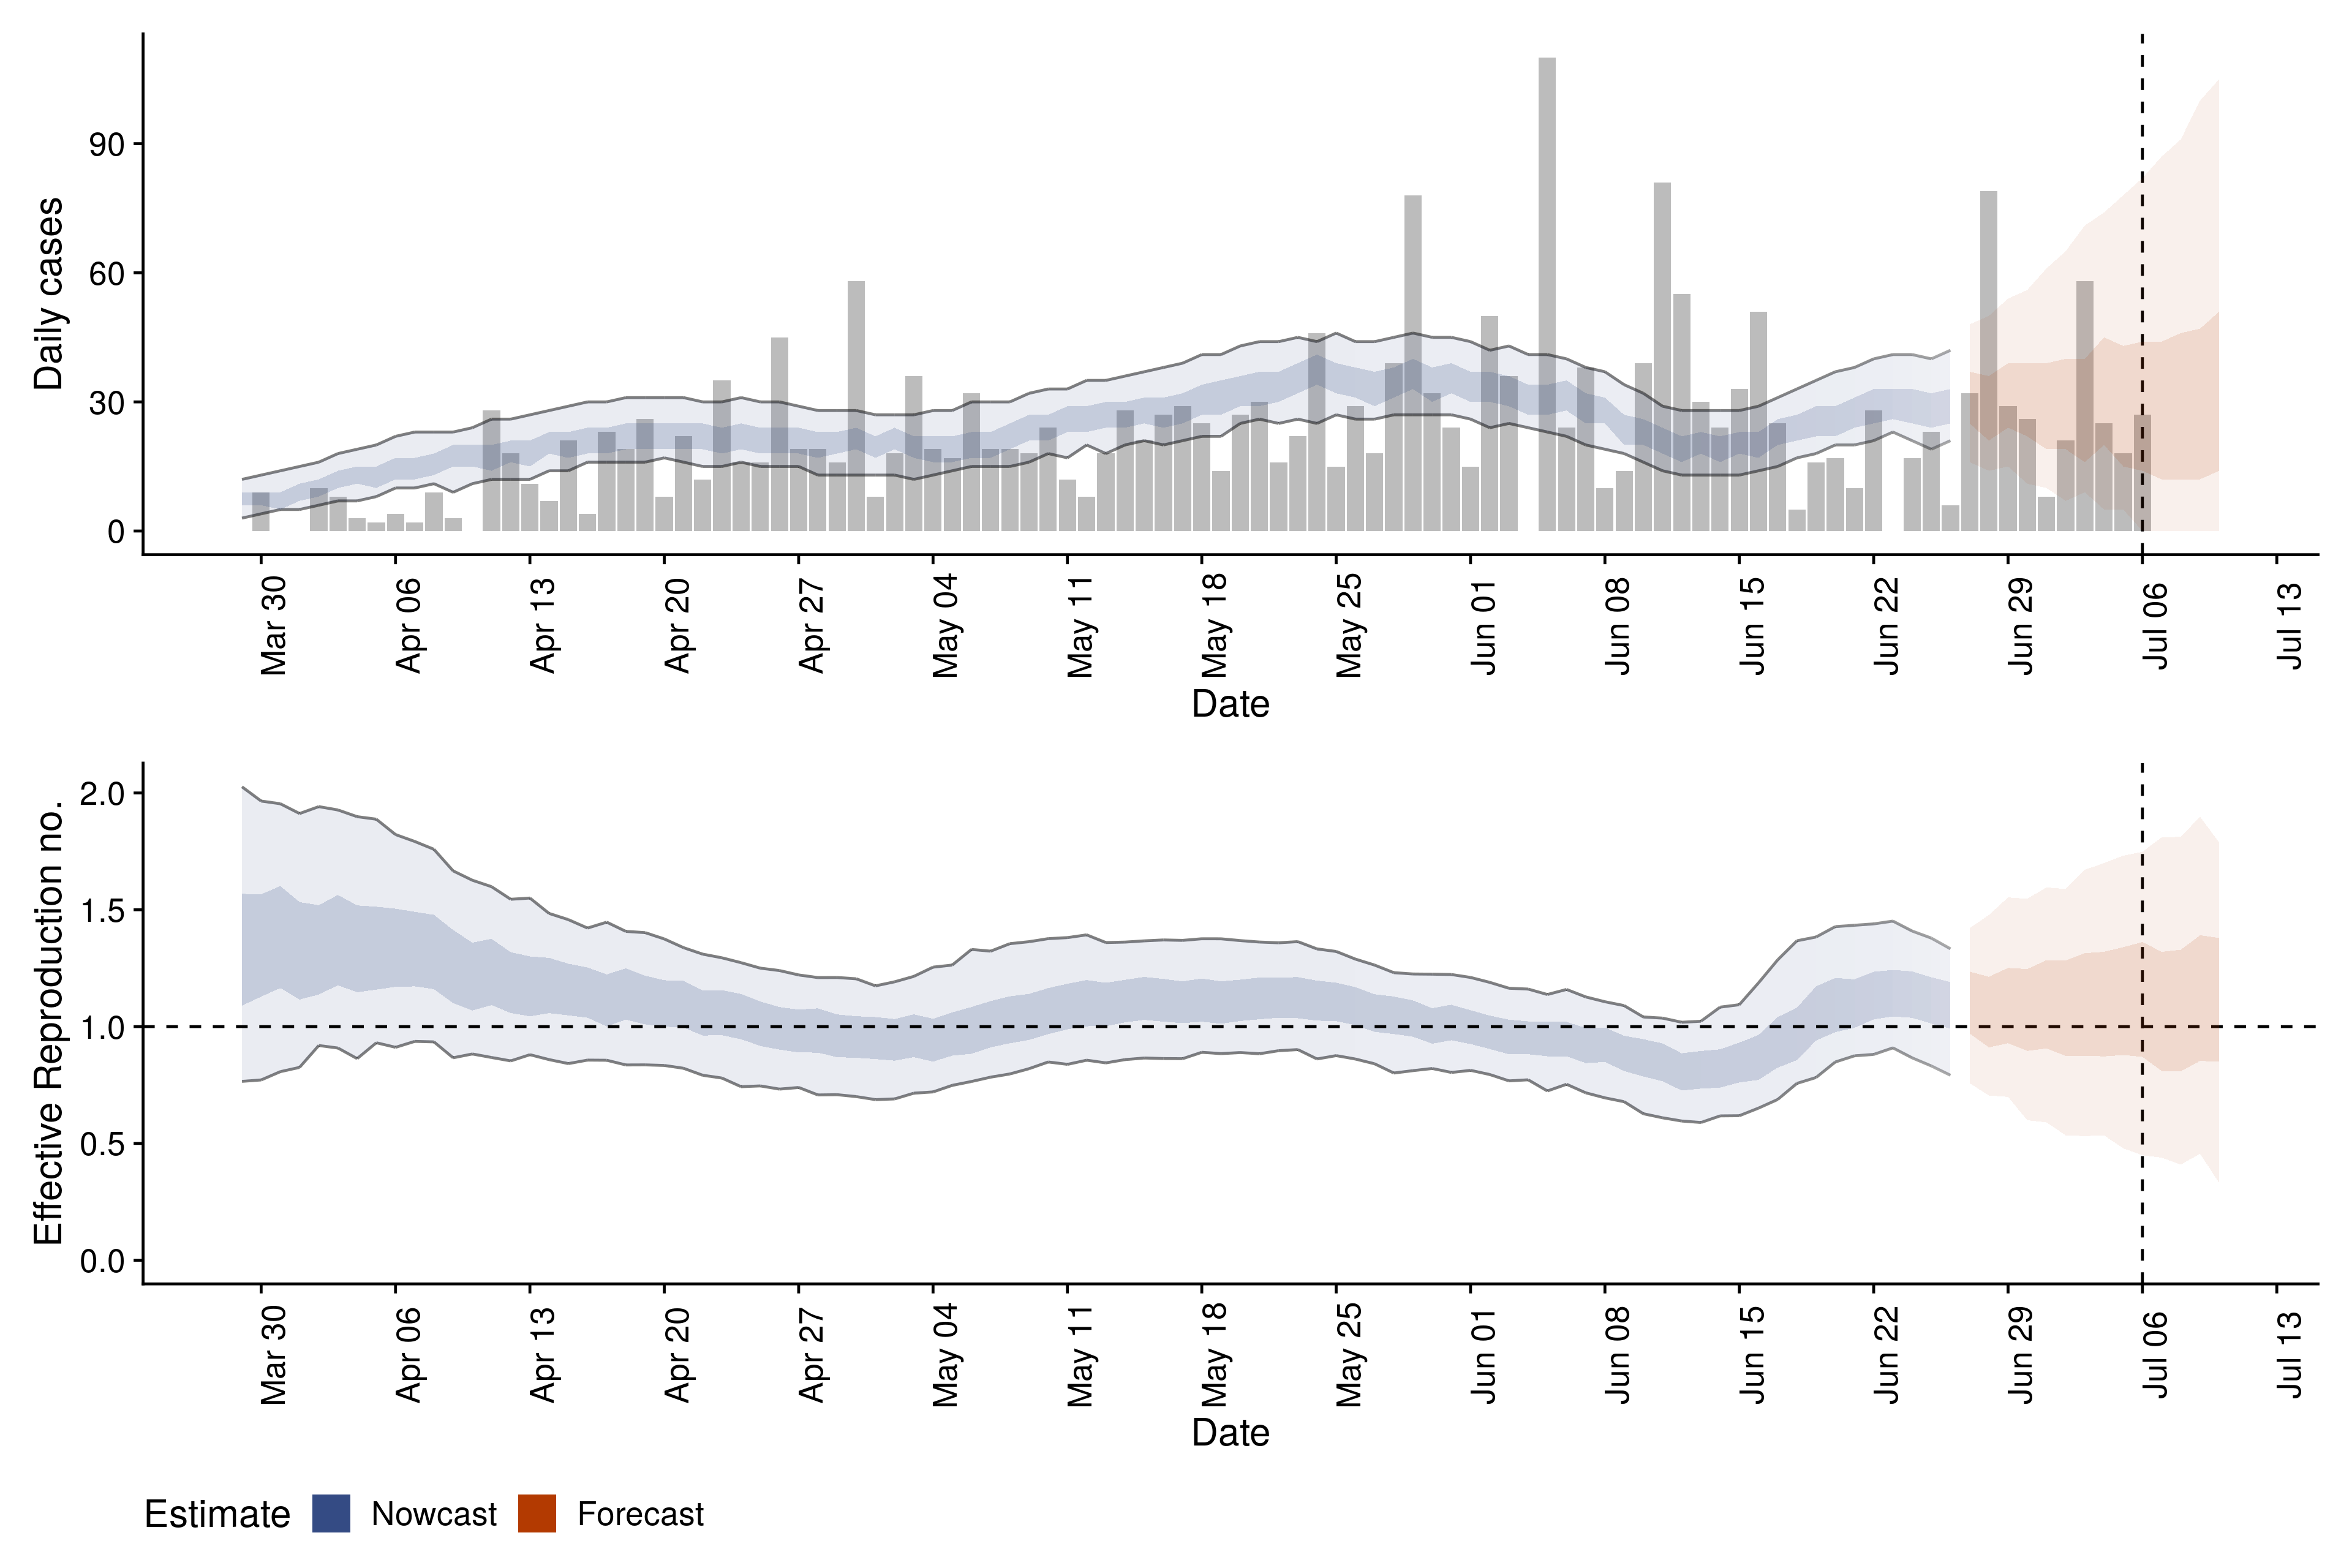 Daily cases
90
60
30
0
Mar 30
Apr 06
Apr 13
Apr 20
Apr 27
May 04
May 11
May 18
May 25
Jun 01
Jun 08
Jun 15
Jun 22
Jun 29
Jul 06
Jul 13
Date
Effective Reproduction no.
2.0
1.5
1.0
0.5
0.0
Mar 30
Apr 06
Apr 13
Apr 20
Apr 27
May 04
May 11
May 18
May 25
Jun 01
Jun 08
Jun 15
Jun 22
Jun 29
Jul 06
Jul 13
Date
Estimate Nowcast Forecast